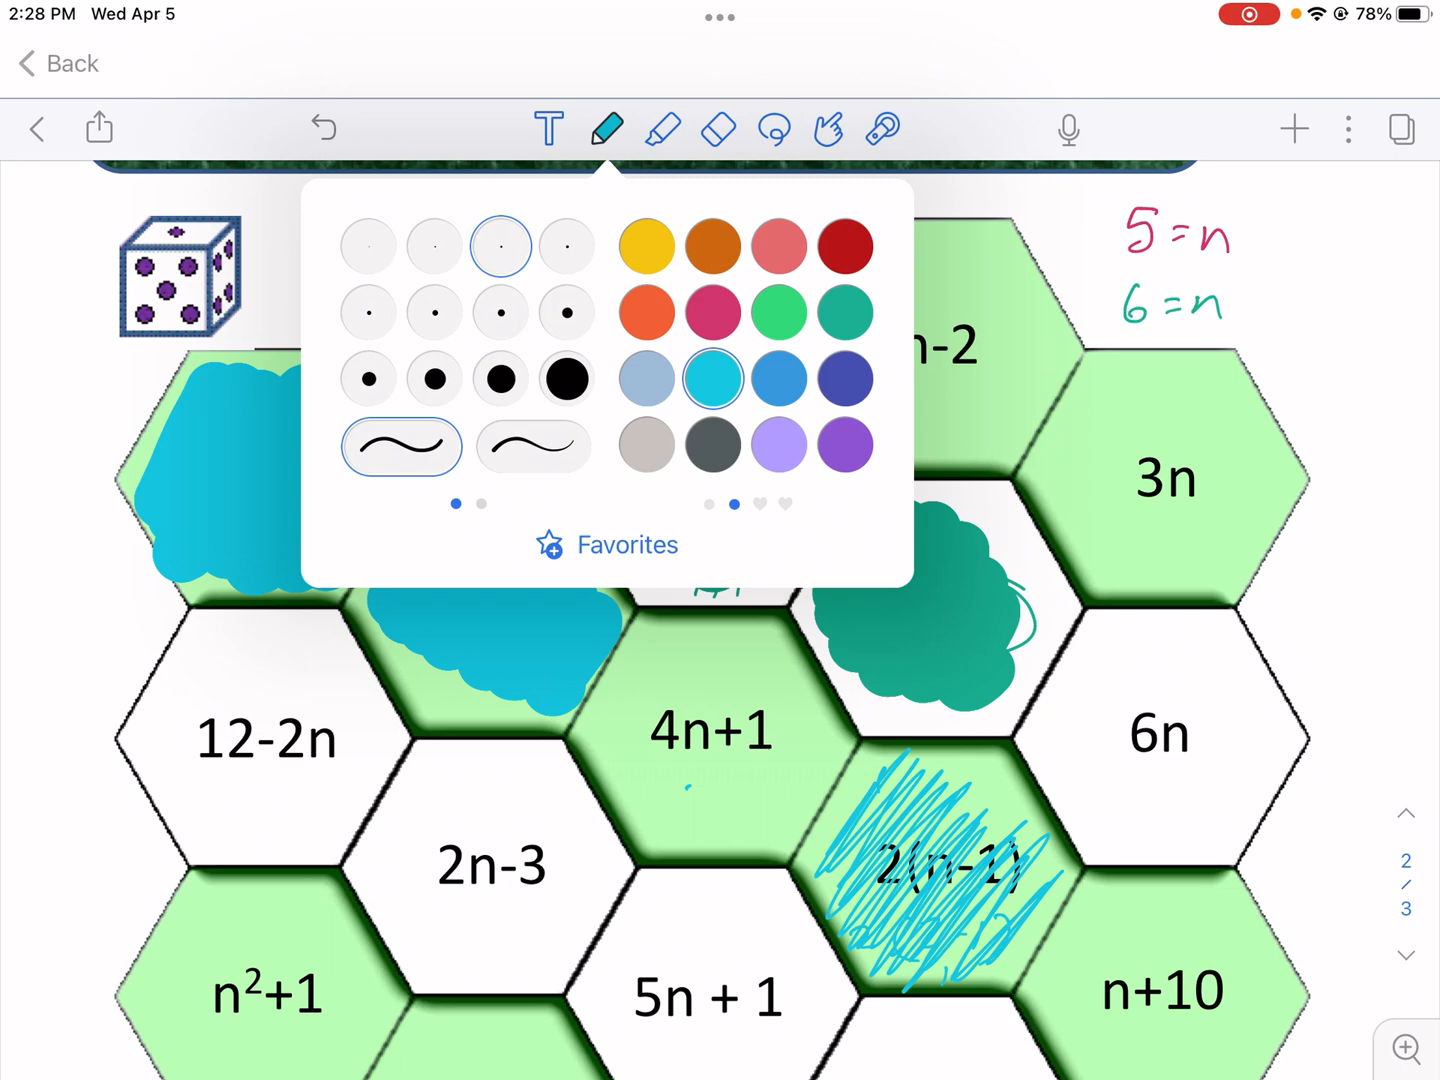 2:28 PM Wed Apr 5
78%
Back
T
5=n
6=n
n-2
3n
Favorites
12-2n
4n+1
6n
2n-3
2(n-1)
2
/
3
n²+1
5n + 1
n+10